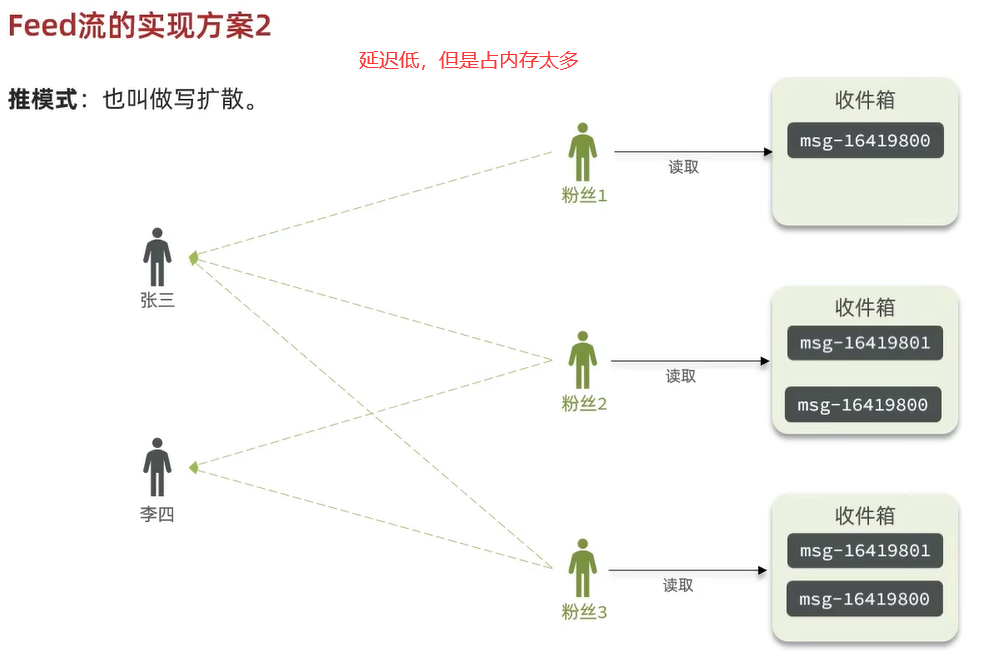 Feed流的实现方案2
延迟低，但是占内存太多
推模式：也叫做写扩散。
收件箱
msg-16419800
读取
粉丝1
张三
收件箱
msg-16419801
读取
msg-16419800
粉丝2
李四
收件箱
msg-16419801
读取
msg-16419800
粉丝3